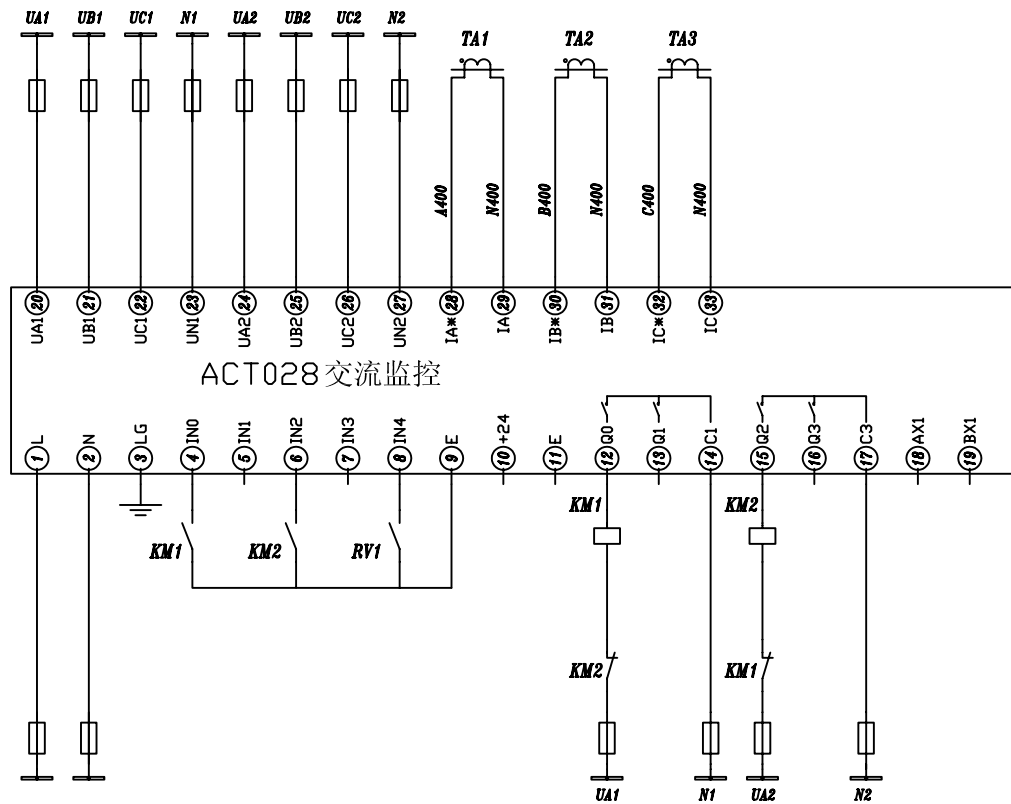 UA1 UB1 UC1 N1 UA2 UB2 UC2 N2
TA1 TA2 TA3
A400 N400 B400 N400 C400 N400
20 21 22 23 24 25 26 27 28 29 30 31 32 33
UA1 UB1 UC1 UN1 UA2 UB2 UC2 UN2 IA* IA IB* IB IC* IC
ACT028交流监控
L N LG IN0 IN1 IN2 IN3 IN4 E +24 E Q0 Q1 C1 Q2 Q3 C3 AX1 BX1
1 2 3 4 5 6 7 8 9 10 11 12 13 14 15 16 17 18 19
KM1 KM2
KM1 KM2 RV1
KM2 KM1
UA1 N1 UA2 N2